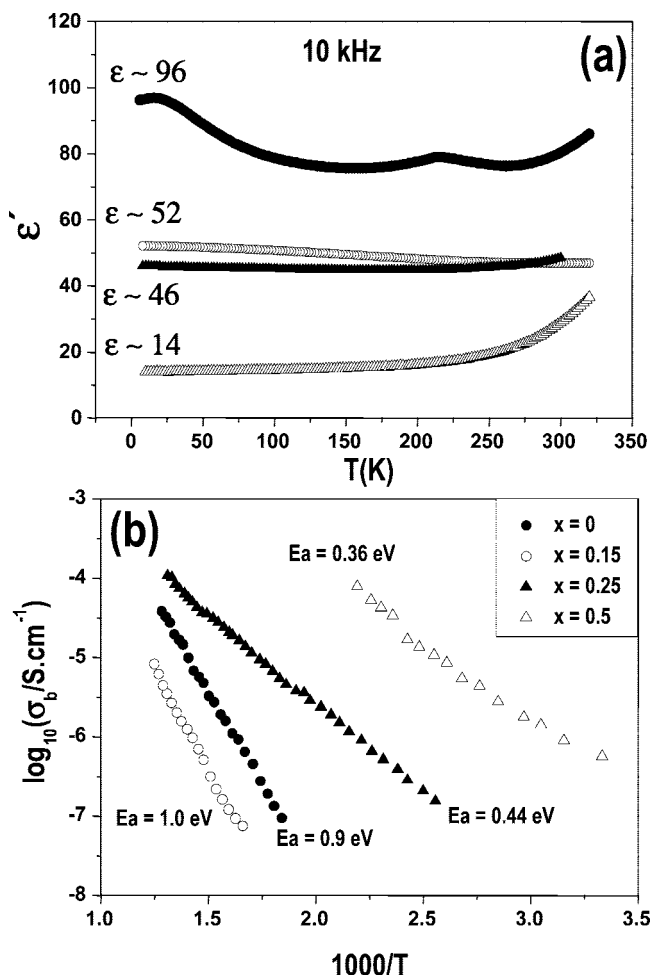 120
100
80
60
40
20
0
ε´
10 kHz
(a)
ε ~ 96
ε ~ 52
ε ~ 46
ε ~ 14
0 50 100 150 200 250 300 350
T(K)
-3
-4
-5
-6
-7
-8
log10(σb/S.cm-1)
(b)
x = 0
x = 0.15
x = 0.25
x = 0.5
Ea = 0.36 eV
Ea = 1.0 eV
Ea = 0.9 eV
Ea = 0.44 eV
1.0 1.5 2.0 2.5 3.0 3.5
1000/T